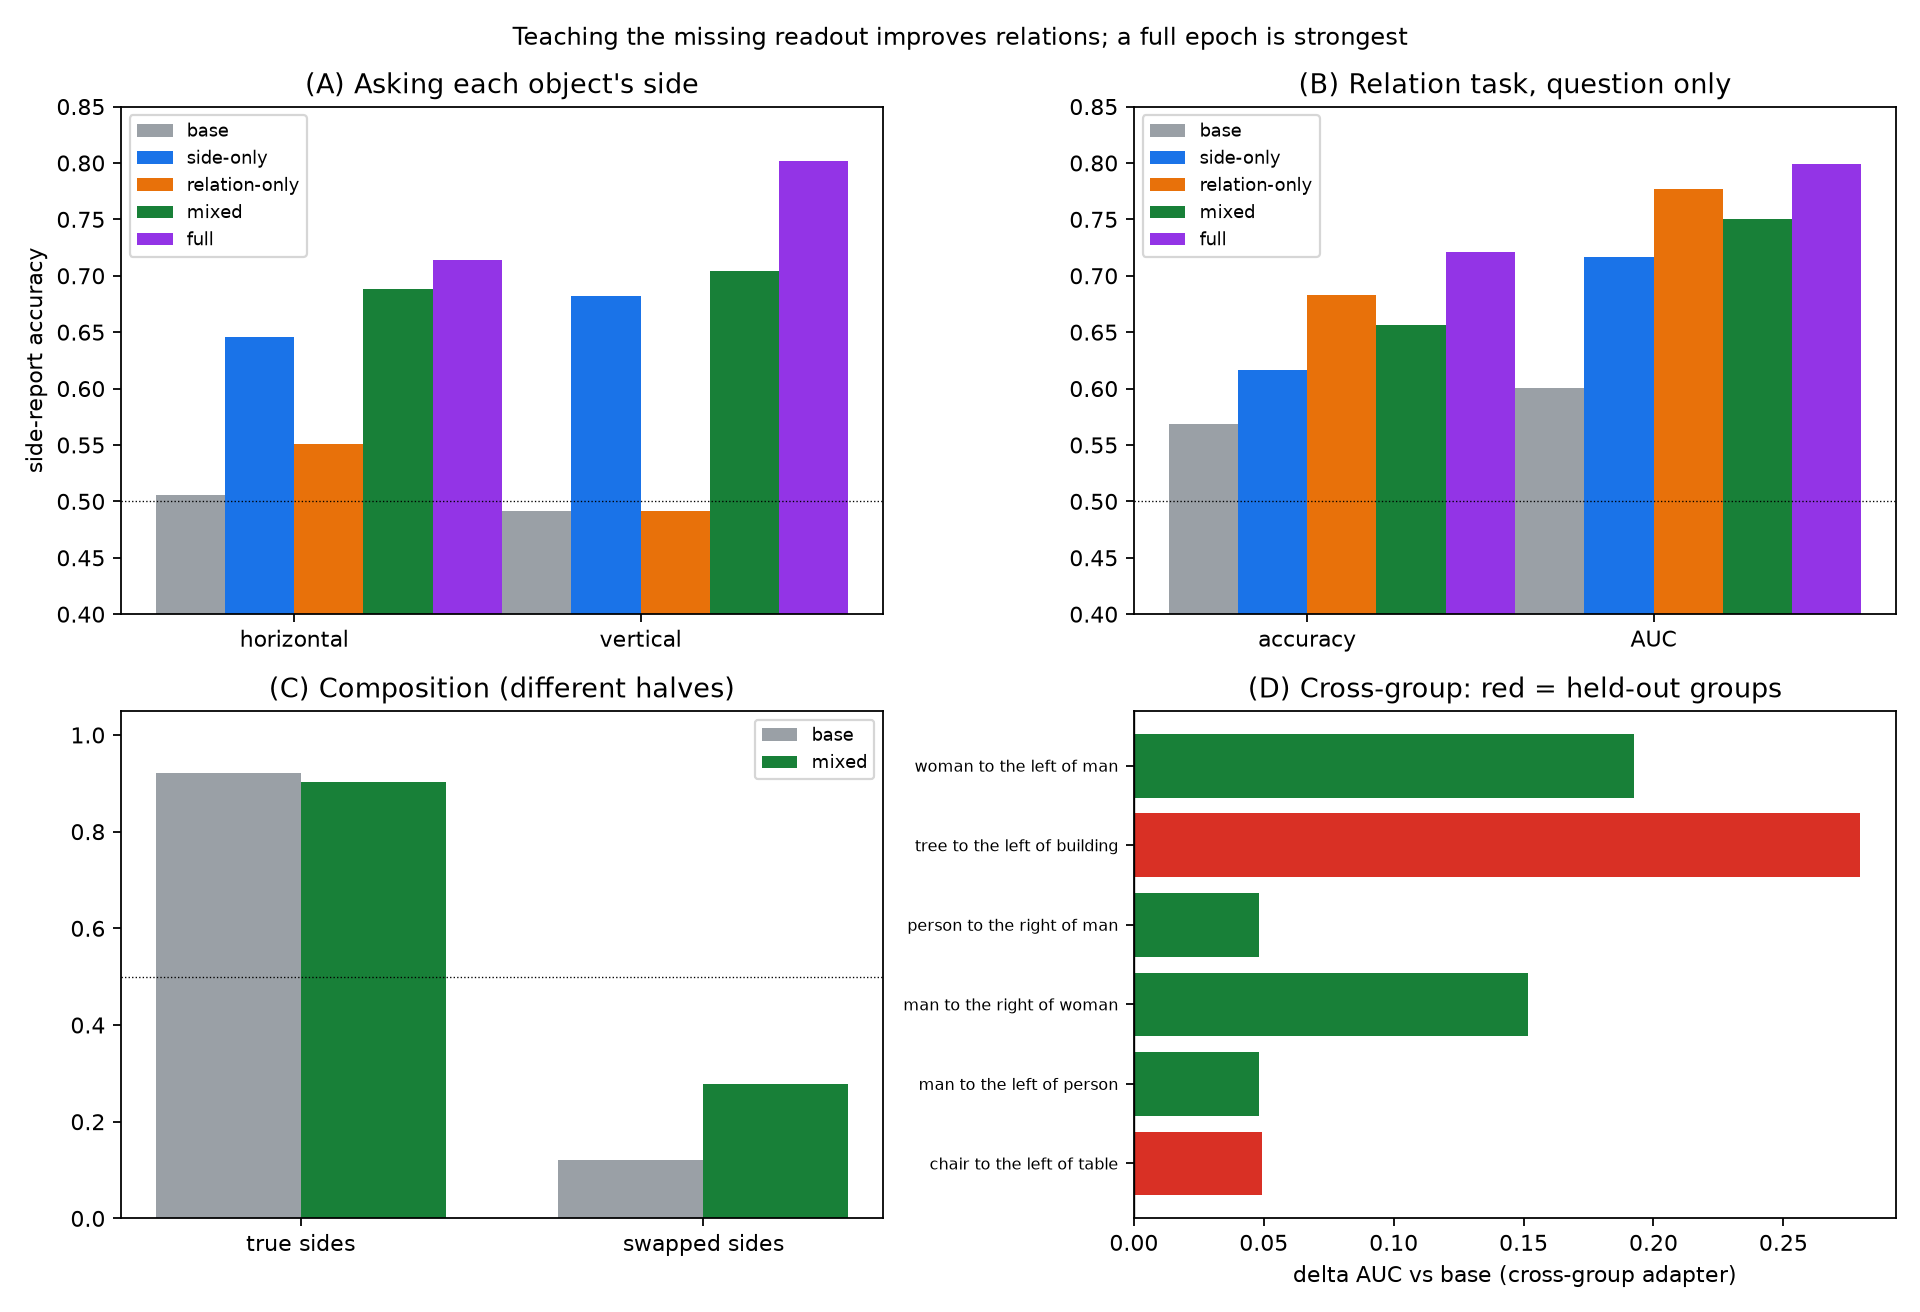 Teaching the missing readout improves relations; a full epoch is strongest
(A) Asking each object's side
side-report accuracy
0.85
0.80
0.75
0.70
0.65
0.60
0.55
0.50
0.45
0.40
base
side-only
relation-only
mixed
full
horizontal
vertical
(B) Relation task, question only
0.85
0.80
0.75
0.70
0.65
0.60
0.55
0.50
0.45
0.40
base
side-only
relation-only
mixed
full
accuracy
AUC
(C) Composition (different halves)
1.0
0.8
0.6
0.4
0.2
0.0
base
mixed
true sides
swapped sides
(D) Cross-group: red = held-out groups
woman to the left of man
tree to the left of building
person to the right of man
man to the right of woman
man to the left of person
chair to the left of table
0.00
0.05
0.10
0.15
0.20
0.25
delta AUC vs base (cross-group adapter)